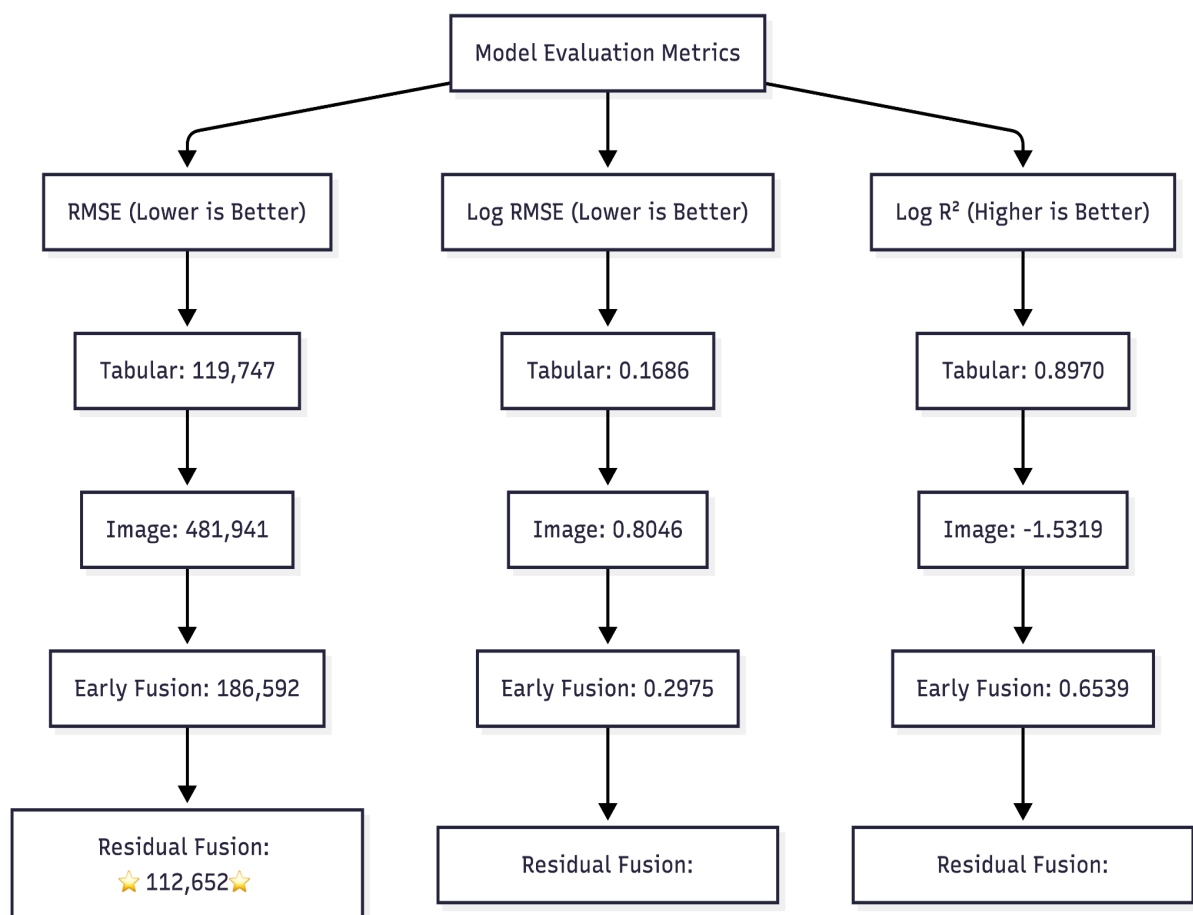 Model Evaluation Metrics
RMSE (Lower is Better)
Log RMSE (Lower is Better)
Log R² (Higher is Better)
Tabular: 119,747
Tabular: 0.1686
Tabular: 0.8970
Image: 481,941
Image: 0.8046
Image: -1.5319
Early Fusion: 186,592
Early Fusion: 0.2975
Early Fusion: 0.6539
Residual Fusion:
⭐ 112,652⭐
Residual Fusion:
Residual Fusion: